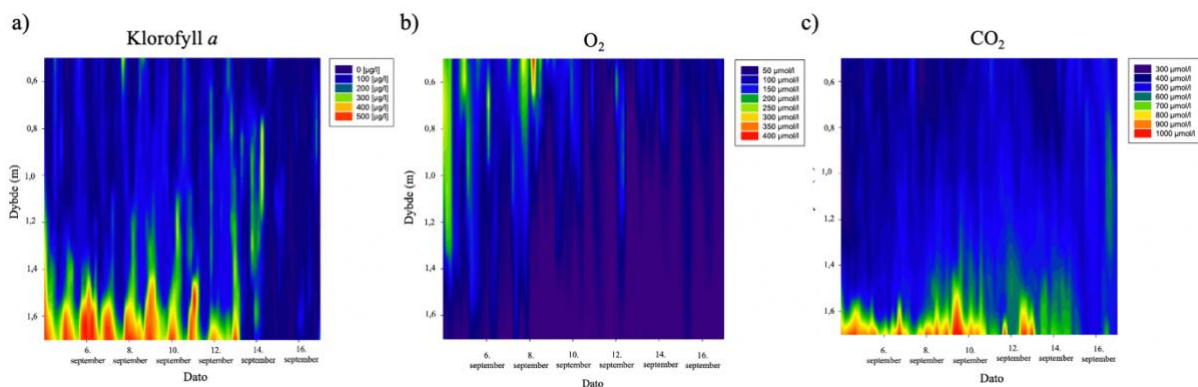 a)
Klorofyll a
0 [µg/l]
100 [µg/l]
200 [µg/l]
300 [µg/l]
400 [µg/l]
500 [µg/l]
0,6
0,8
1,0
1,2
1,4
1,6
Dybde (m)
6. september
8. september
10. september
12. september
14. september
16. september
Dato
b)
O2
50 µmol/l
100 µmol/l
150 µmol/l
200 µmol/l
250 µmol/l
300 µmol/l
350 µmol/l
400 µmol/l
0,6
0,8
1,0
1,2
1,4
1,6
Dybde (m)
6. september
8. september
10. september
12. september
14. september
16. september
Dato
c)
CO2
300 µmol/l
400 µmol/l
500 µmol/l
600 µmol/l
700 µmol/l
800 µmol/l
900 µmol/l
1000 µmol/l
0,6
0,8
1,0
1,2
1,4
1,6
6. september
8. september
10. september
12. september
14. september
16. september
Dato